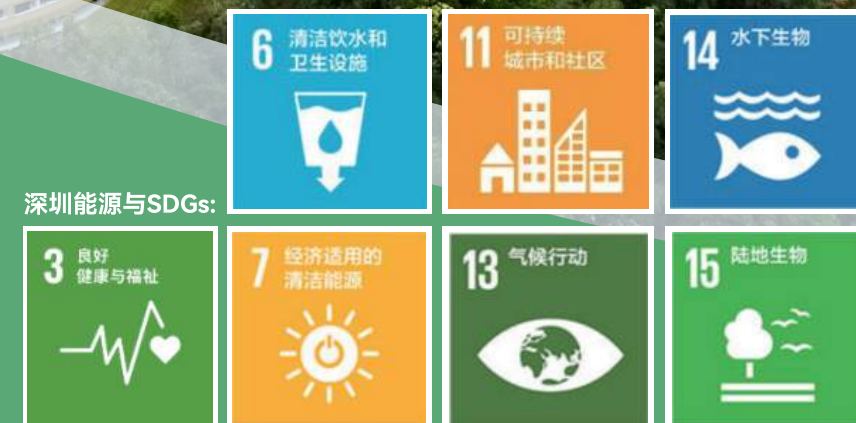 6 清洁饮水和
卫生设施
11 可持续
城市和社区
14 水下生物
深圳能源与SDGs:
3 良好
健康与福祉
7 经济适用的
清洁能源
13 气候行动
15 陆地生物